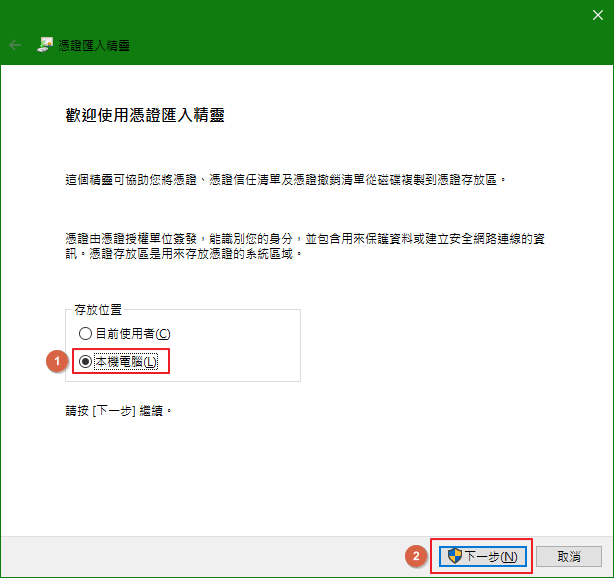 憑證匯入精靈
歡迎使用憑證匯入精靈
這個精靈可協助您將憑證、憑證信任清單及憑證撤銷清單從磁碟複製到憑證存放區。
憑證由憑證授權單位簽發，能識別您的身分，並包含用來保護資料或建立安全網路連線的資
訊。憑證存放區是用來存放憑證的系統區域。
存放位置
目前使用者(C)
1 本機電腦(L)
請按 [下一步] 繼續。
2 下一步(N) 取消